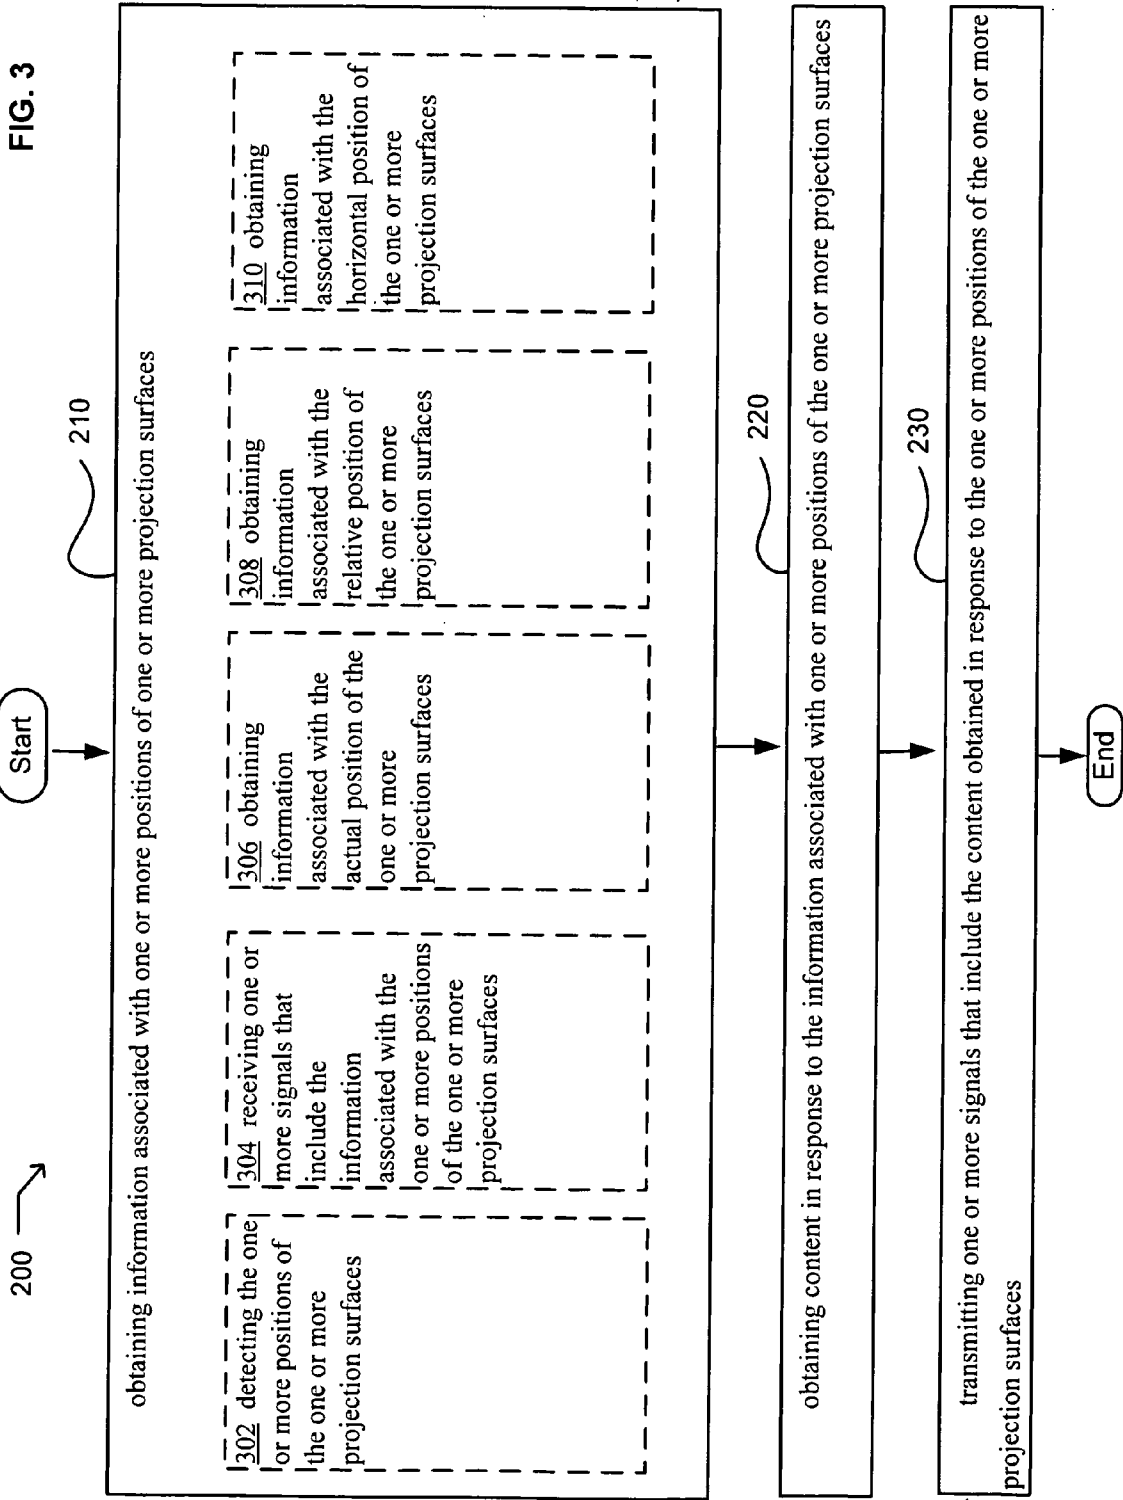 FIG. 3
200
Start
210
obtaining information associated with one or more positions of one or more projection surfaces
302 detecting the one
or more positions of
the one or more
projection surfaces
304 receiving one or
more signals that
include the
information
associated with the
one or more positions
of the one or more
projection surfaces
306 obtaining
information
associated with the
actual position of the
one or more
projection surfaces
308 obtaining
information
associated with the
relative position of
the one or more
projection surfaces
310 obtaining
information
associated with the
horizontal position of
the one or more
projection surfaces
220
obtaining content in response to the information associated with one or more positions of the one or more projection surfaces
230
transmitting one or more signals that include the content obtained in response to the one or more positions of the one or more
projection surfaces
End